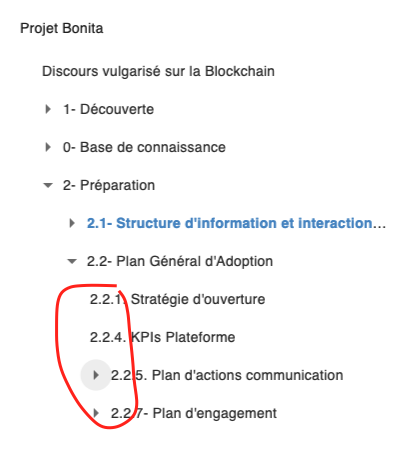 Projet Bonita
Discours vulgarisé sur la Blockchain
1- Découverte
0- Base de connaissance
2- Préparation
2.1- Structure d'information et interaction...
2.2- Plan Général d'Adoption
2.2.1. Stratégie d'ouverture
2.2.4. KPIs Plateforme
2.2.5. Plan d'actions communication
2.2.7- Plan d'engagement